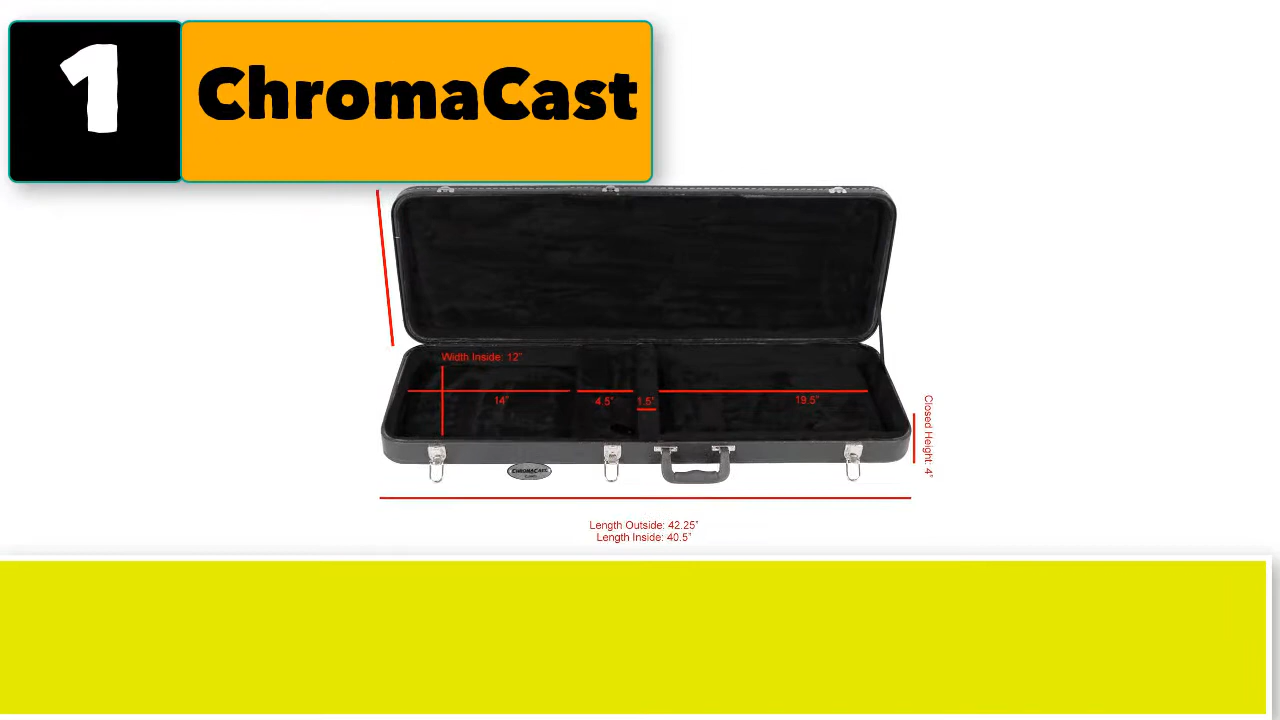 1
ChromaCast
Width Inside: 12"
14"
4.5"
1.5"
19.5"
Closed Height: 4"
CHROMACAST
Length Outside: 42.25"
Length Inside: 40.5"